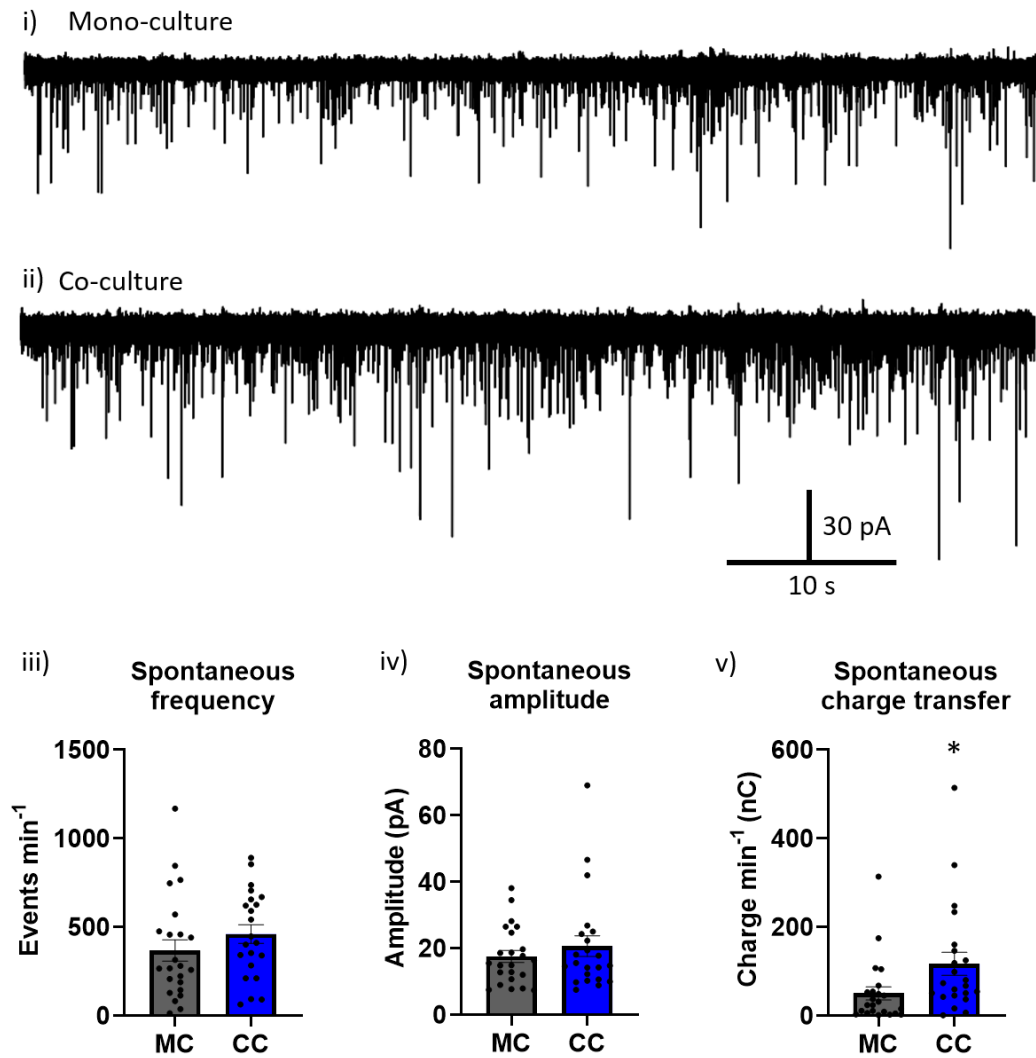 i) Mono-culture
ii) Co-culture
30 pA
10 s
iii) Spontaneous
frequency
1500
1000
500
0
Events min⁻¹
MC CC
iv) Spontaneous
amplitude
80
60
40
20
0
Amplitude (pA)
MC CC
v) Spontaneous
charge transfer
600
400
200
0
Charge min⁻¹ (nC)
*
MC CC